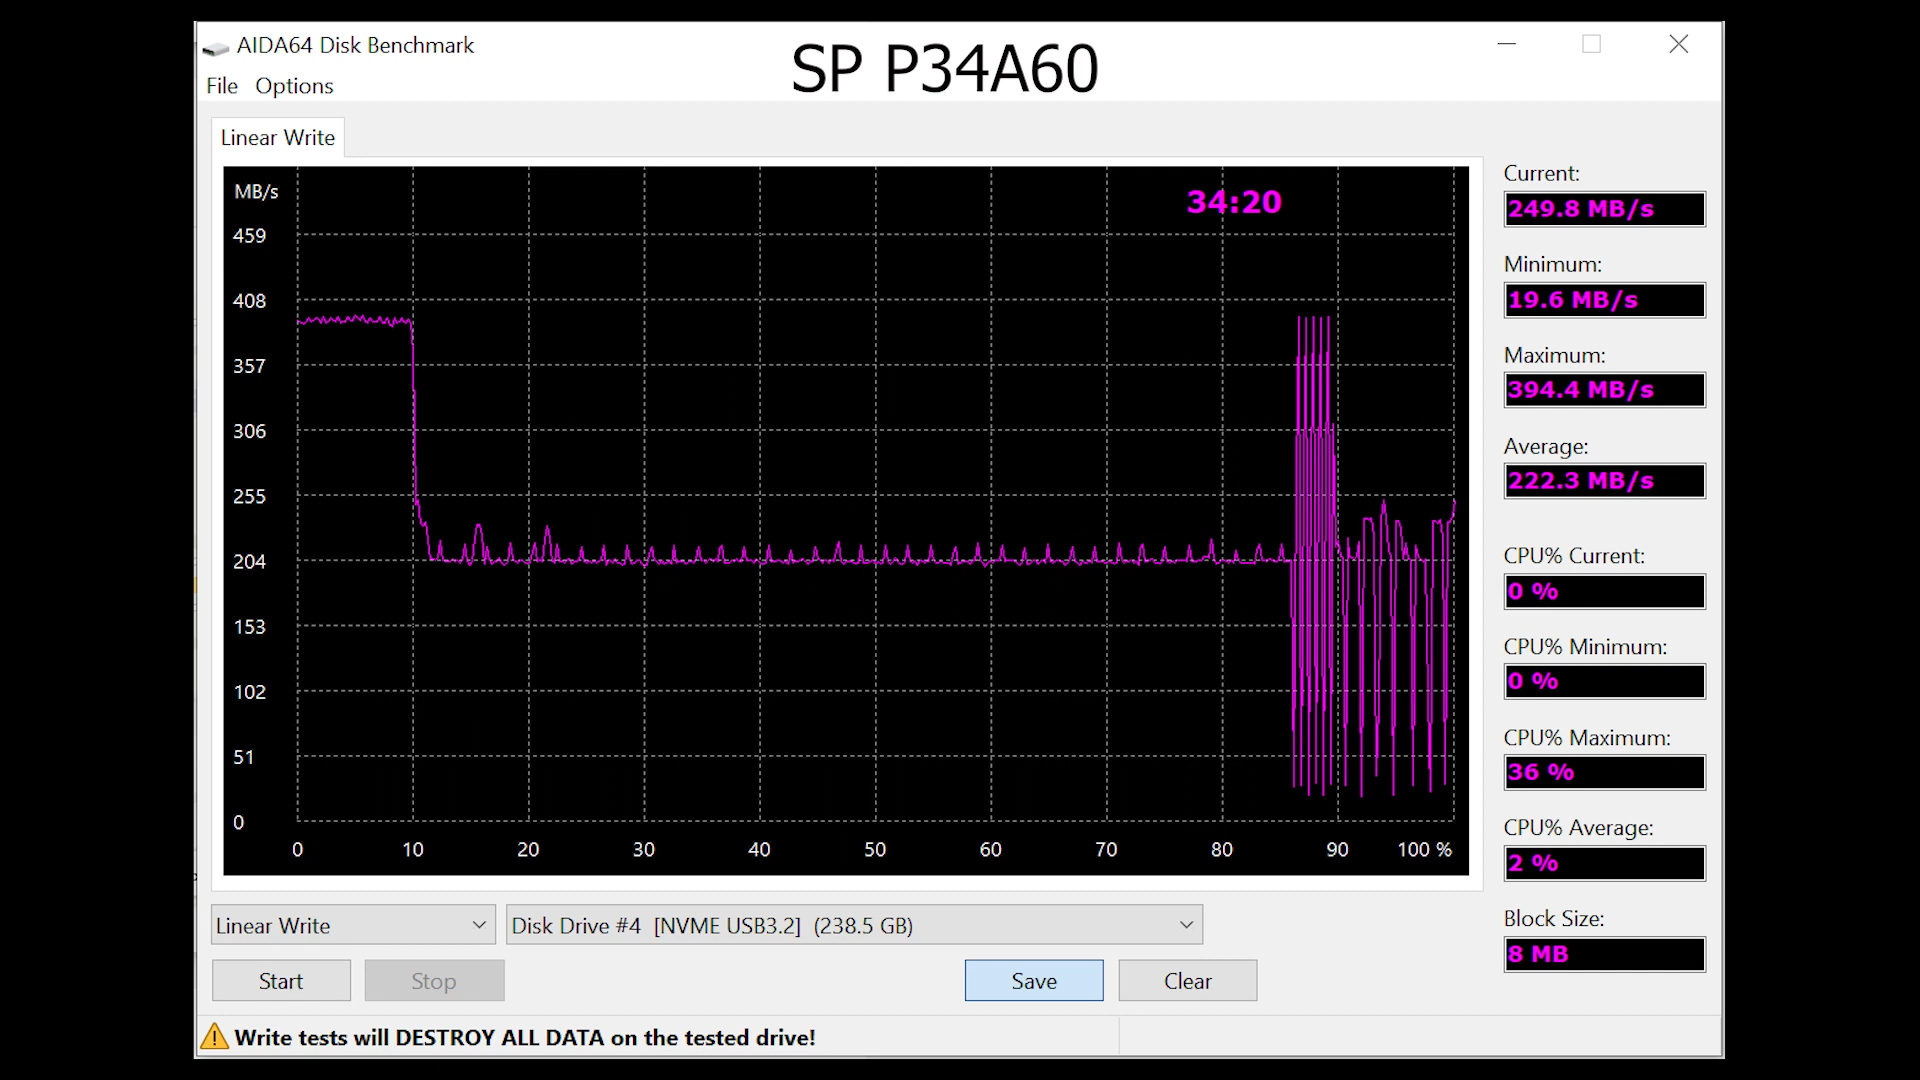 AIDA64 Disk Benchmark
SP P34A60
File Options
Linear Write
MB/s
34:20
459
408
357
306
255
204
153
102
51
0
0 10 20 30 40 50 60 70 80 90 100 %
Current:
249.8 MB/s
Minimum:
19.6 MB/s
Maximum:
394.4 MB/s
Average:
222.3 MB/s
CPU% Current:
0 %
CPU% Minimum:
0 %
CPU% Maximum:
36 %
CPU% Average:
2 %
Block Size:
8 MB
Linear Write
Disk Drive #4 [NVME USB3.2] (238.5 GB)
Start Stop Save Clear
Write tests will DESTROY ALL DATA on the tested drive!